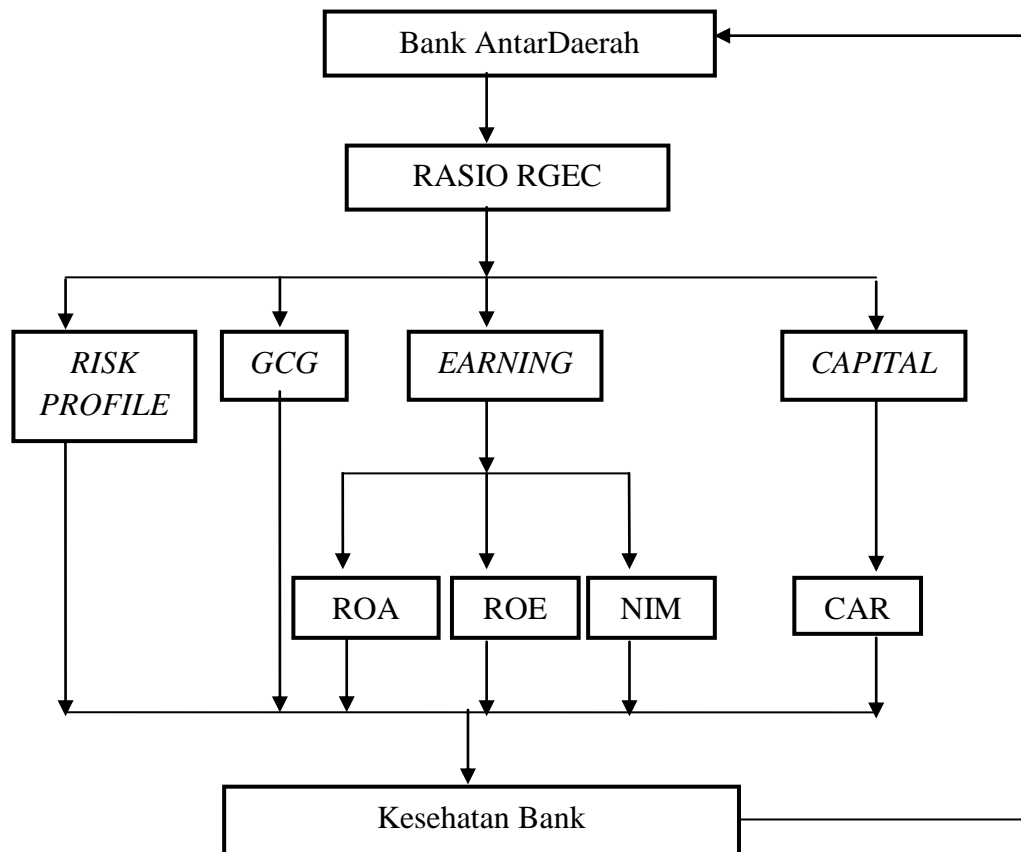 Bank AntarDaerah
RASIO RGEC
RISK
PROFILE
GCG
EARNING
CAPITAL
ROA
ROE
NIM
CAR
Kesehatan Bank